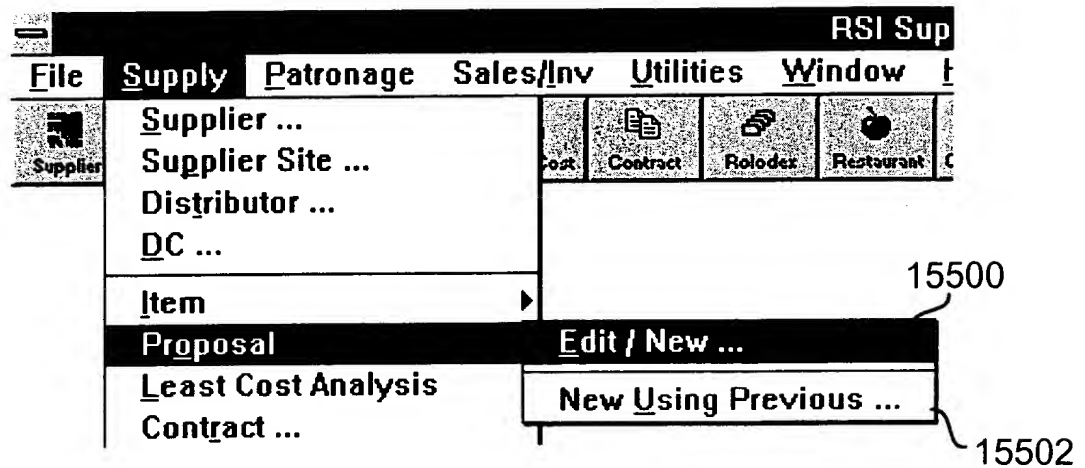 RSI Sup
File Supply Patronage Sales/Inv Utilities Window
Supplier ...
Supplier Site ...
Distributor ...
DC ...
Supplier Cost Contract Rolodex Restaurant
15500
Item
Proposal Edit / New ...
Least Cost Analysis
New Using Previous ...
Contract ...
15502